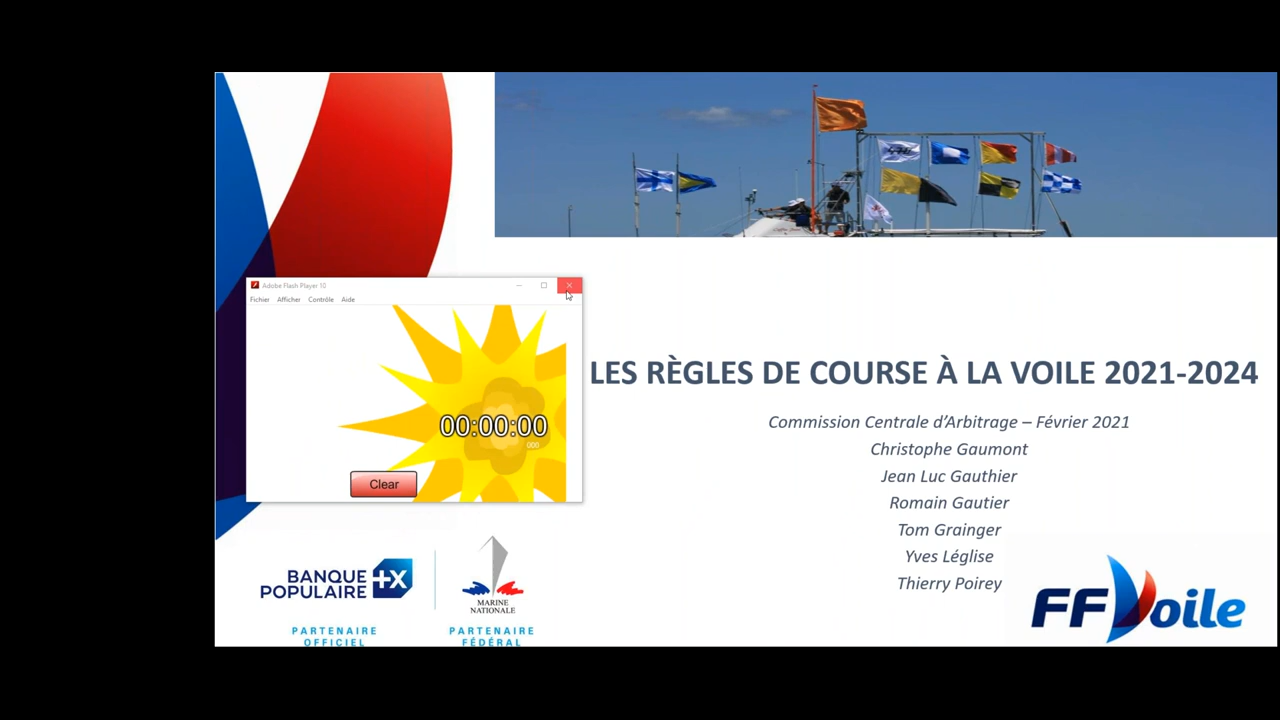 Adobe Flash Player 10
Fichier Afficher Contrôle Aide
00:00:00
000
Clear
LES RÈGLES DE COURSE À LA VOILE 2021-2024
Commission Centrale d’Arbitrage – Février 2021
Christophe Gaumont
Jean Luc Gauthier
Romain Gautier
Tom Grainger
Yves Léglise
Thierry Poirey
BANQUE
POPULAIRE
PARTENAIRE
OFFICIEL
MARINE
NATIONALE
PARTENAIRE
FÉDÉRAL
FFVoile